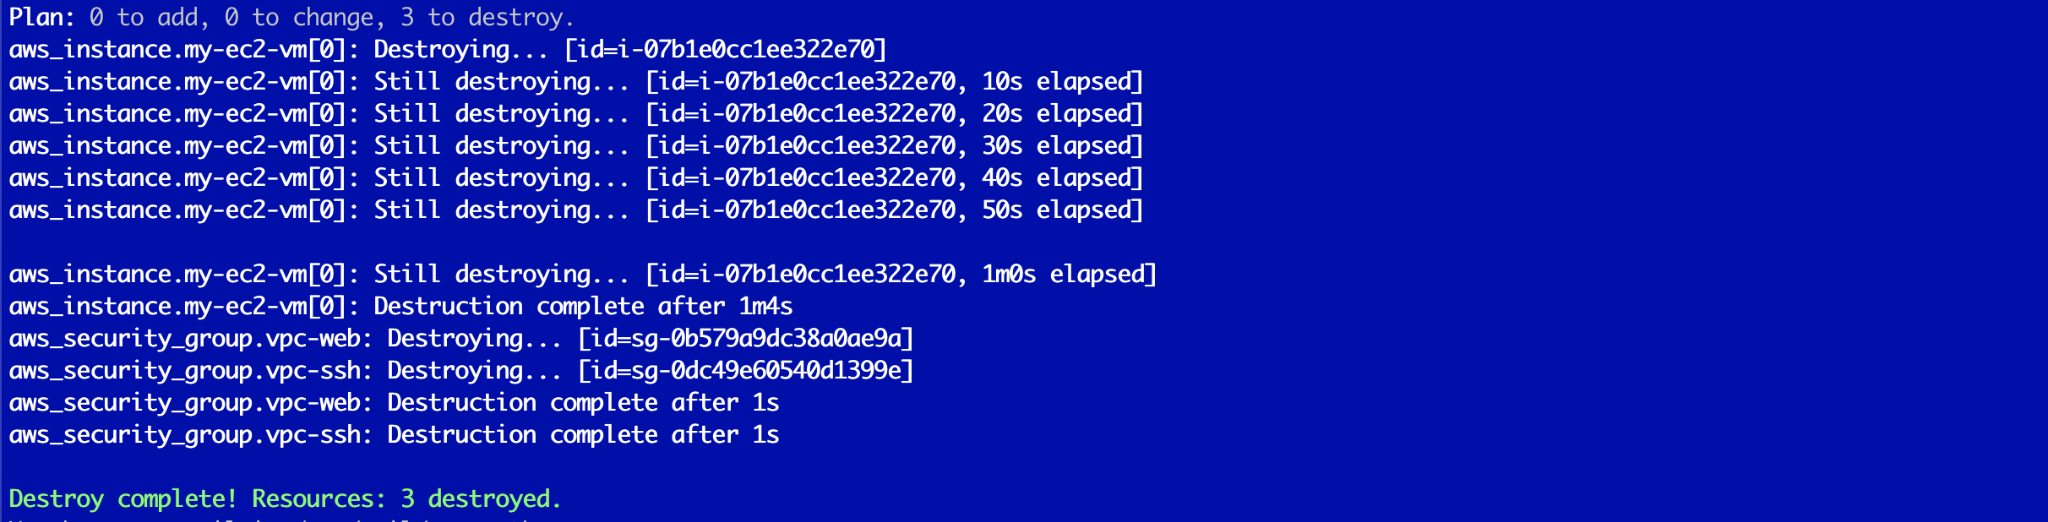 Plan: 0 to add, 0 to change, 3 to destroy.
aws_instance.my-ec2-vm[0]: Destroying... [id=i-07b1e0cc1ee322e70]
aws_instance.my-ec2-vm[0]: Still destroying... [id=i-07b1e0cc1ee322e70, 10s elapsed]
aws_instance.my-ec2-vm[0]: Still destroying... [id=i-07b1e0cc1ee322e70, 20s elapsed]
aws_instance.my-ec2-vm[0]: Still destroying... [id=i-07b1e0cc1ee322e70, 30s elapsed]
aws_instance.my-ec2-vm[0]: Still destroying... [id=i-07b1e0cc1ee322e70, 40s elapsed]
aws_instance.my-ec2-vm[0]: Still destroying... [id=i-07b1e0cc1ee322e70, 50s elapsed]
aws_instance.my-ec2-vm[0]: Still destroying... [id=i-07b1e0cc1ee322e70, 1m0s elapsed]
aws_instance.my-ec2-vm[0]: Destruction complete after 1m4s
aws_security_group.vpc-web: Destroying... [id=sg-0b579a9dc38a0ae9a]
aws_security_group.vpc-ssh: Destroying... [id=sg-0dc49e60540d1399e]
aws_security_group.vpc-web: Destruction complete after 1s
aws_security_group.vpc-ssh: Destruction complete after 1s
Destroy complete! Resources: 3 destroyed.